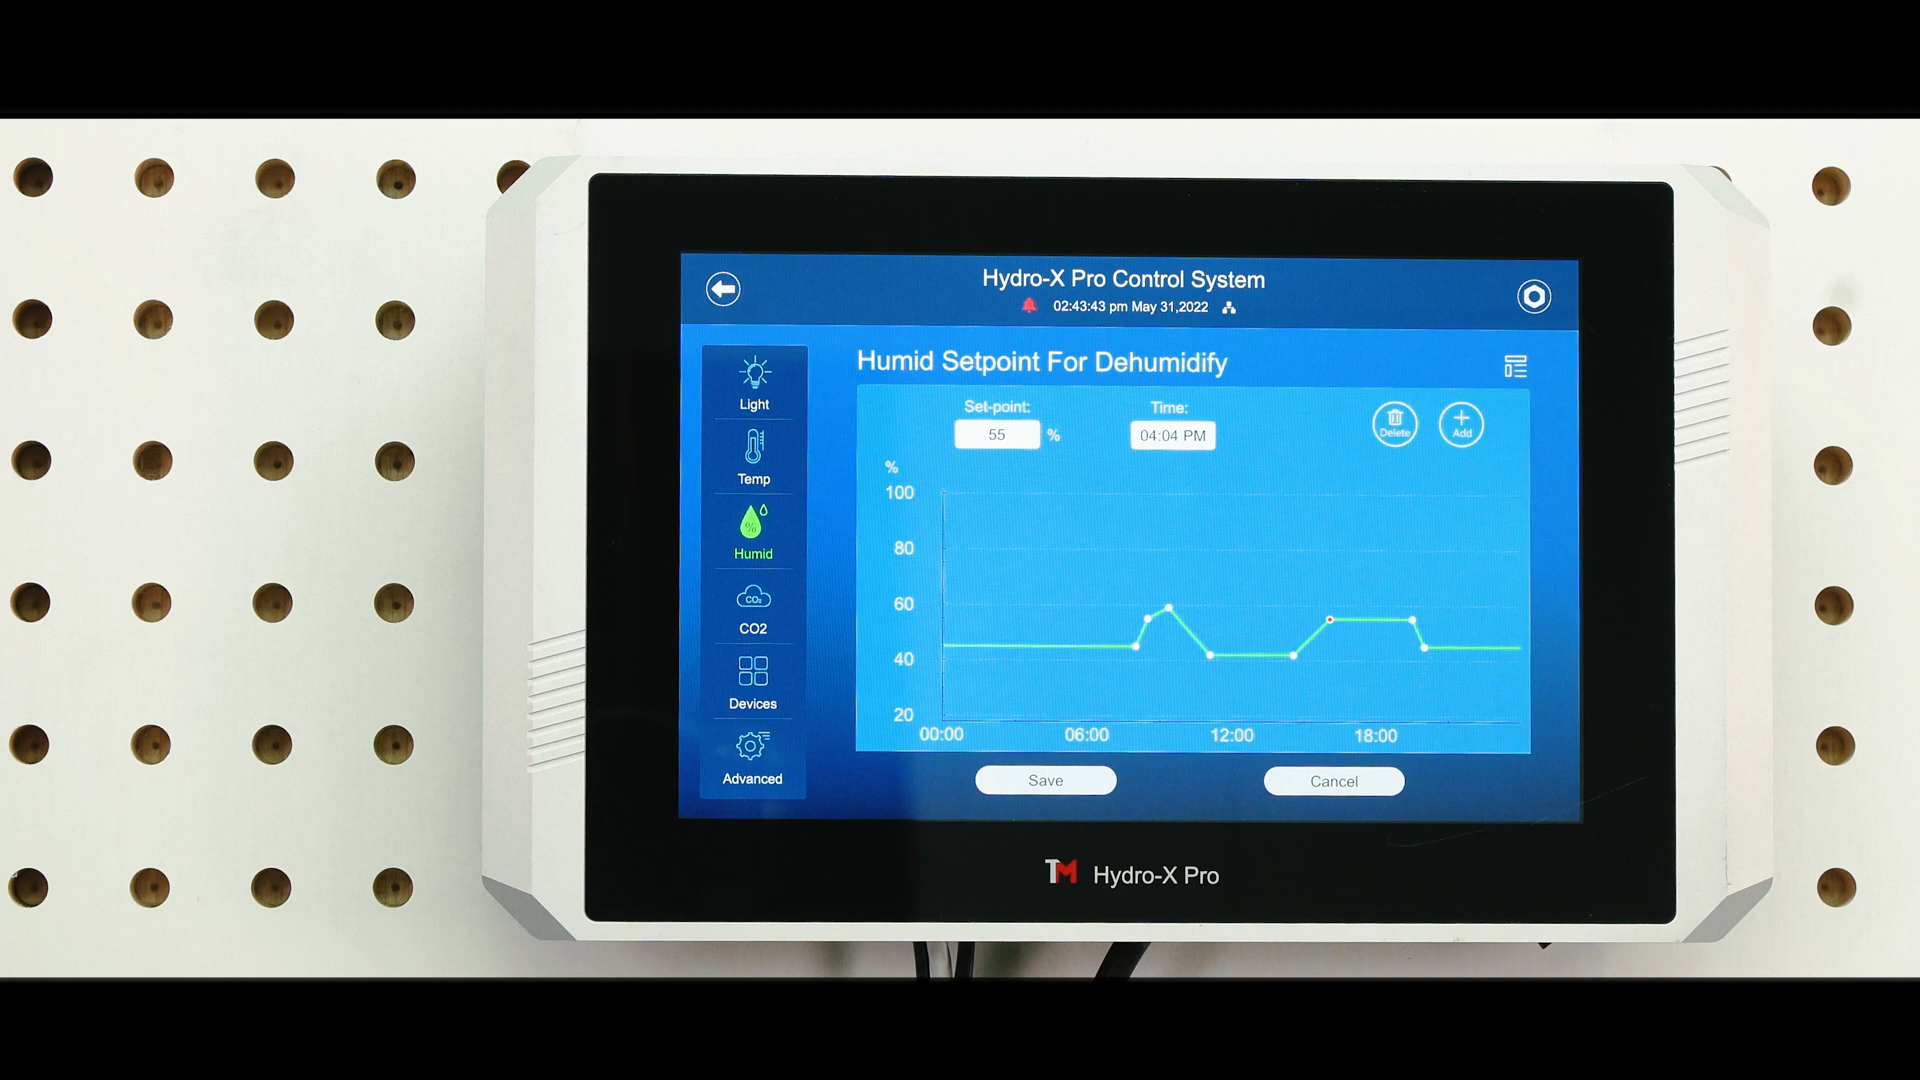 Hydro-X Pro Control System
02:43:43 pm May 31,2022
Light
Temp
%
Humid
CO₂
CO2
Devices
Advanced
Humid Setpoint For Dehumidify
Set-point:
55 %
Time:
04:04 PM
Delete
Add
%
100
80
60
40
20
00:00 06:00 12:00 18:00
Save
Cancel
TM Hydro-X Pro